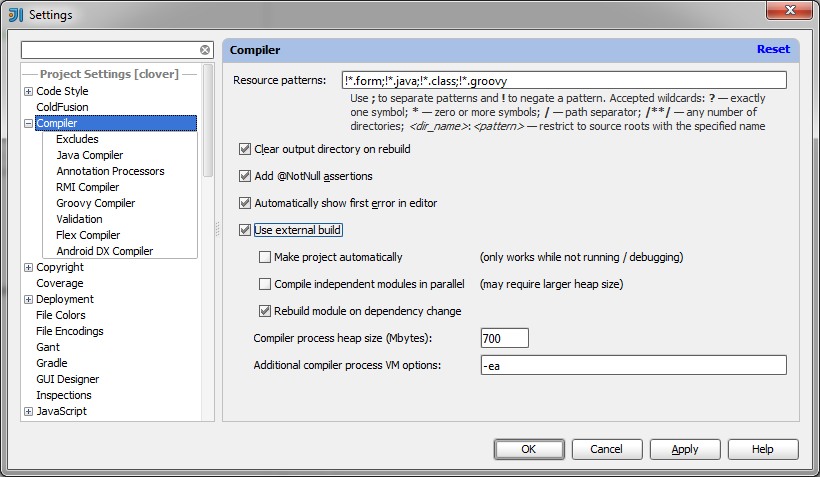 Settings
Project Settings [clover]
Code Style
ColdFusion
Compiler
Excludes
Java Compiler
Annotation Processors
RMI Compiler
Groovy Compiler
Validation
Flex Compiler
Android DX Compiler
Copyright
Coverage
Deployment
File Colors
File Encodings
Gant
Gradle
GUI Designer
Inspections
JavaScript
Compiler
Reset
Resource patterns: !*.form;!*.java;!*.class;!*.groovy
Use ; to separate patterns and ! to negate a pattern. Accepted wildcards: ? — exactly
one symbol; * — zero or more symbols; / — path separator; /**/ — any number of
directories; <dir_name>:<pattern> — restrict to source roots with the specified name
Clear output directory on rebuild
Add @NotNull assertions
Automatically show first error in editor
Use external build
Make project automatically (only works while not running / debugging)
Compile independent modules in parallel (may require larger heap size)
Rebuild module on dependency change
Compiler process heap size (Mbytes): 700
Additional compiler process VM options: -ea
OK Cancel Apply Help